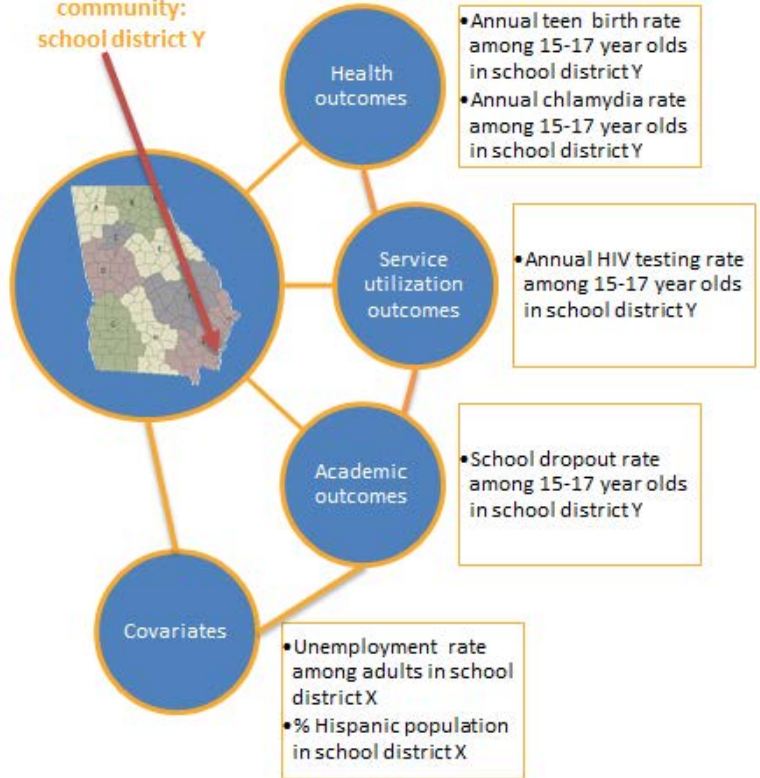 community:
school district Y
Health
outcomes
•Annual teen birth rate
among 15-17 year olds
in school district Y
•Annual chlamydia rate
among 15-17 year olds
in school district Y
Service
utilization
outcomes
•Annual HIV testing rate
among 15-17 year olds
in school district Y
Academic
outcomes
•School dropout rate
among 15-17 year olds
in school district Y
Covariates
•Unemployment rate
among adults in school
district X
•% Hispanic population
in school district X